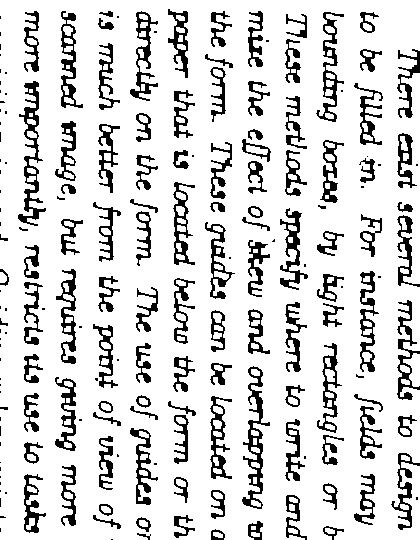 There exist several methods to design
to be filled in. For instance, fields may
bounding boxes, by light rectangles or b
These methods specify where to write and
mize the effect of skew and overlapping
the form. These guides can be located on a
paper that is located below the form or th
directly on the form. The use of guides on
is much better from the point of view of
scanned image, but requires giving more
more importantly, restricts its use to tasks